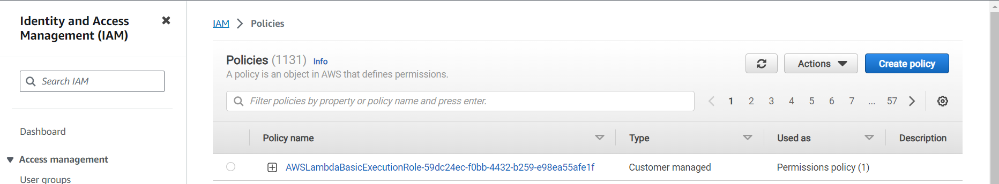 Identity and Access
Management (IAM)
Search IAM
Dashboard
Access management
User groups
IAM > Policies
Policies (1131) Info
A policy is an object in AWS that defines permissions.
Actions
Create policy
Filter policies by property or policy name and press enter.
1 2 3 4 5 6 7 ... 57
Policy name Type Used as Description
AWSLambdaBasicExecutionRole-59dc24ec-f0bb-4432-b259-e98ea55afe1f Customer managed Permissions policy (1)